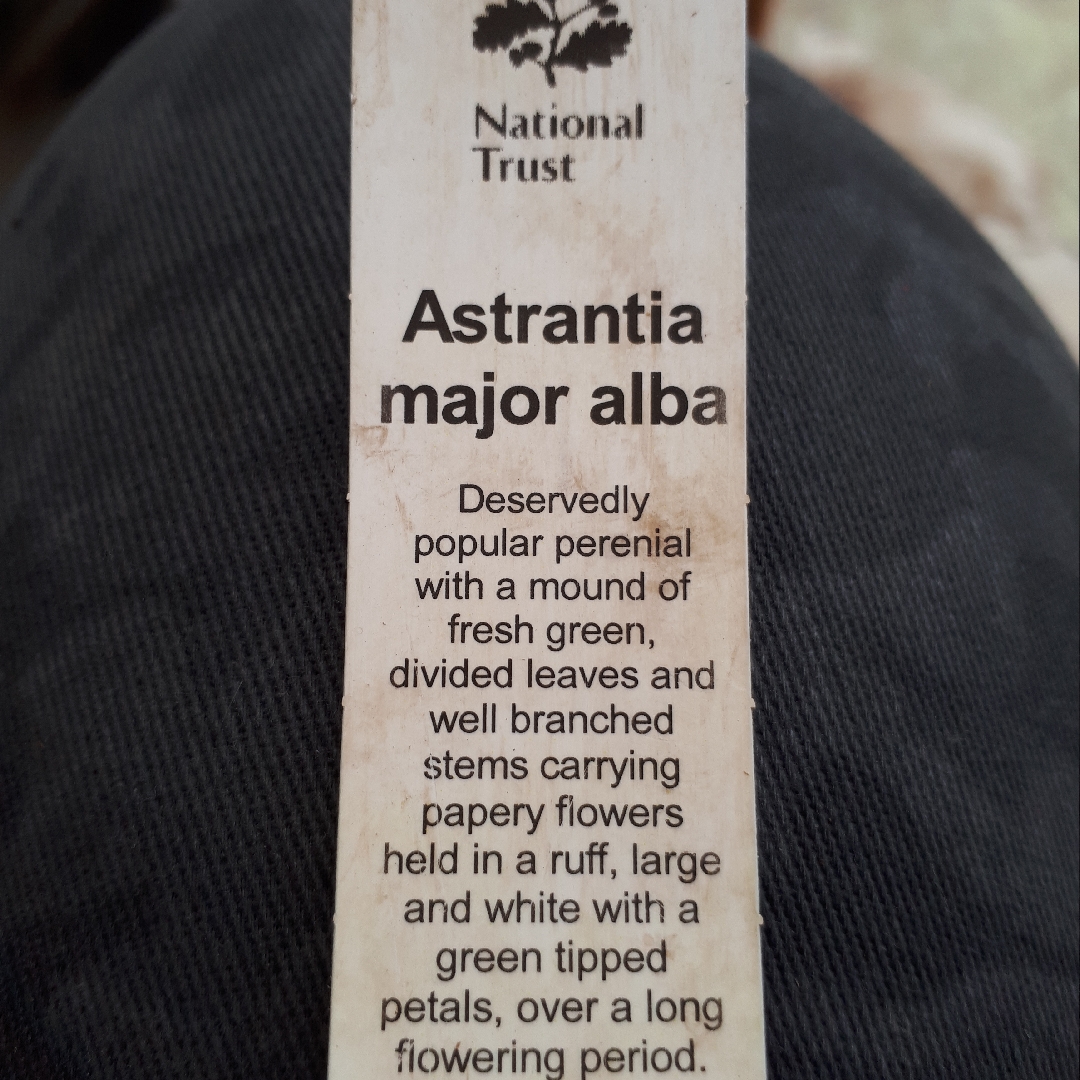 National
Trust
Astrantia
major alba
Deservedly
popular perenial
with a mound of
fresh green,
divided leaves and
well branched
stems carrying
papery flowers
held in a ruff, large
and white with a
green tipped
petals, over a long
flowering period.